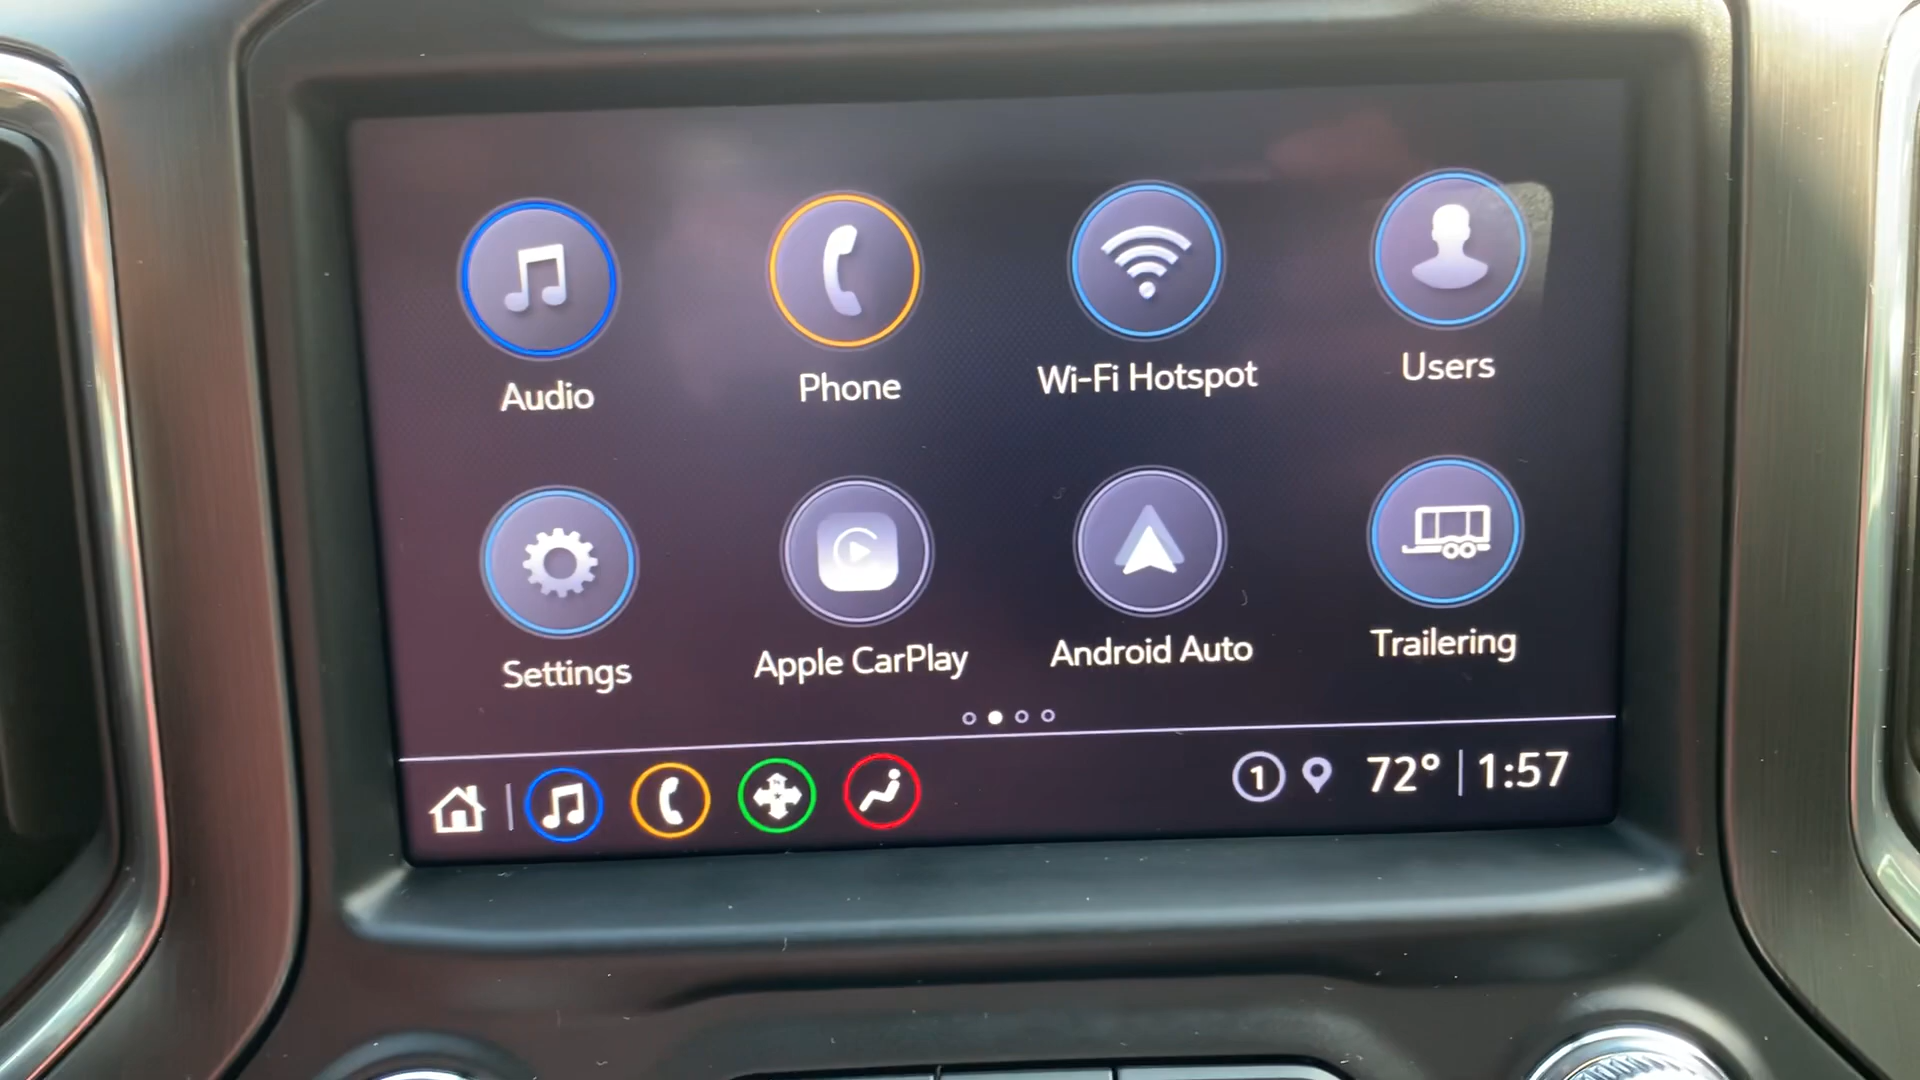 Audio
Phone
Wi-Fi Hotspot
Users
Settings
Apple CarPlay
Android Auto
Trailering
1
72° 1:57